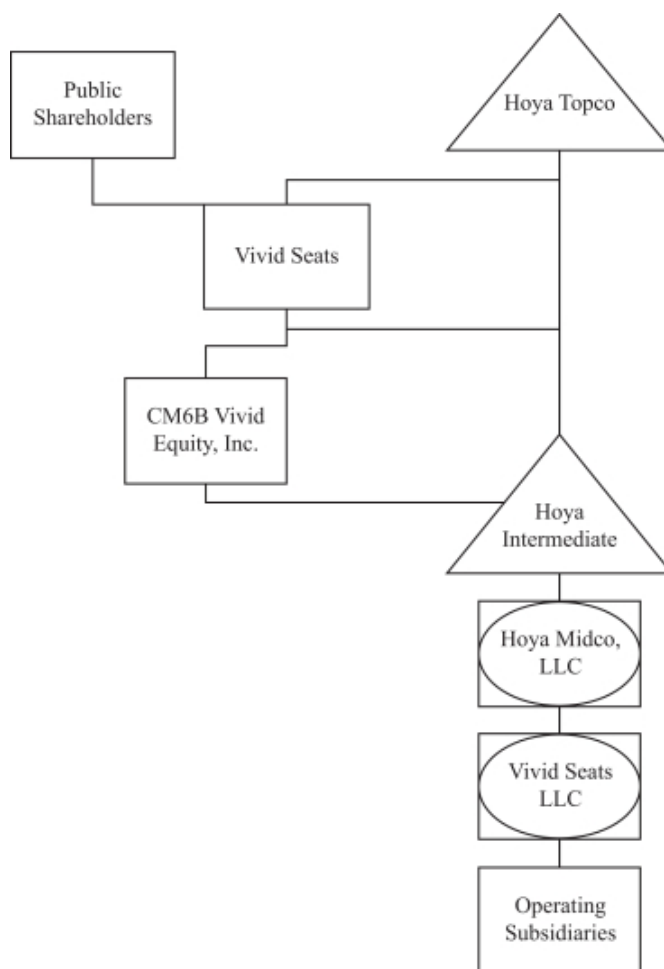 Public
Shareholders
Hoya Topco
Vivid Seats
CM6B Vivid
Equity, Inc.
Hoya
Intermediate
Hoya Midco,
LLC
Vivid Seats
LLC
Operating
Subsidiaries